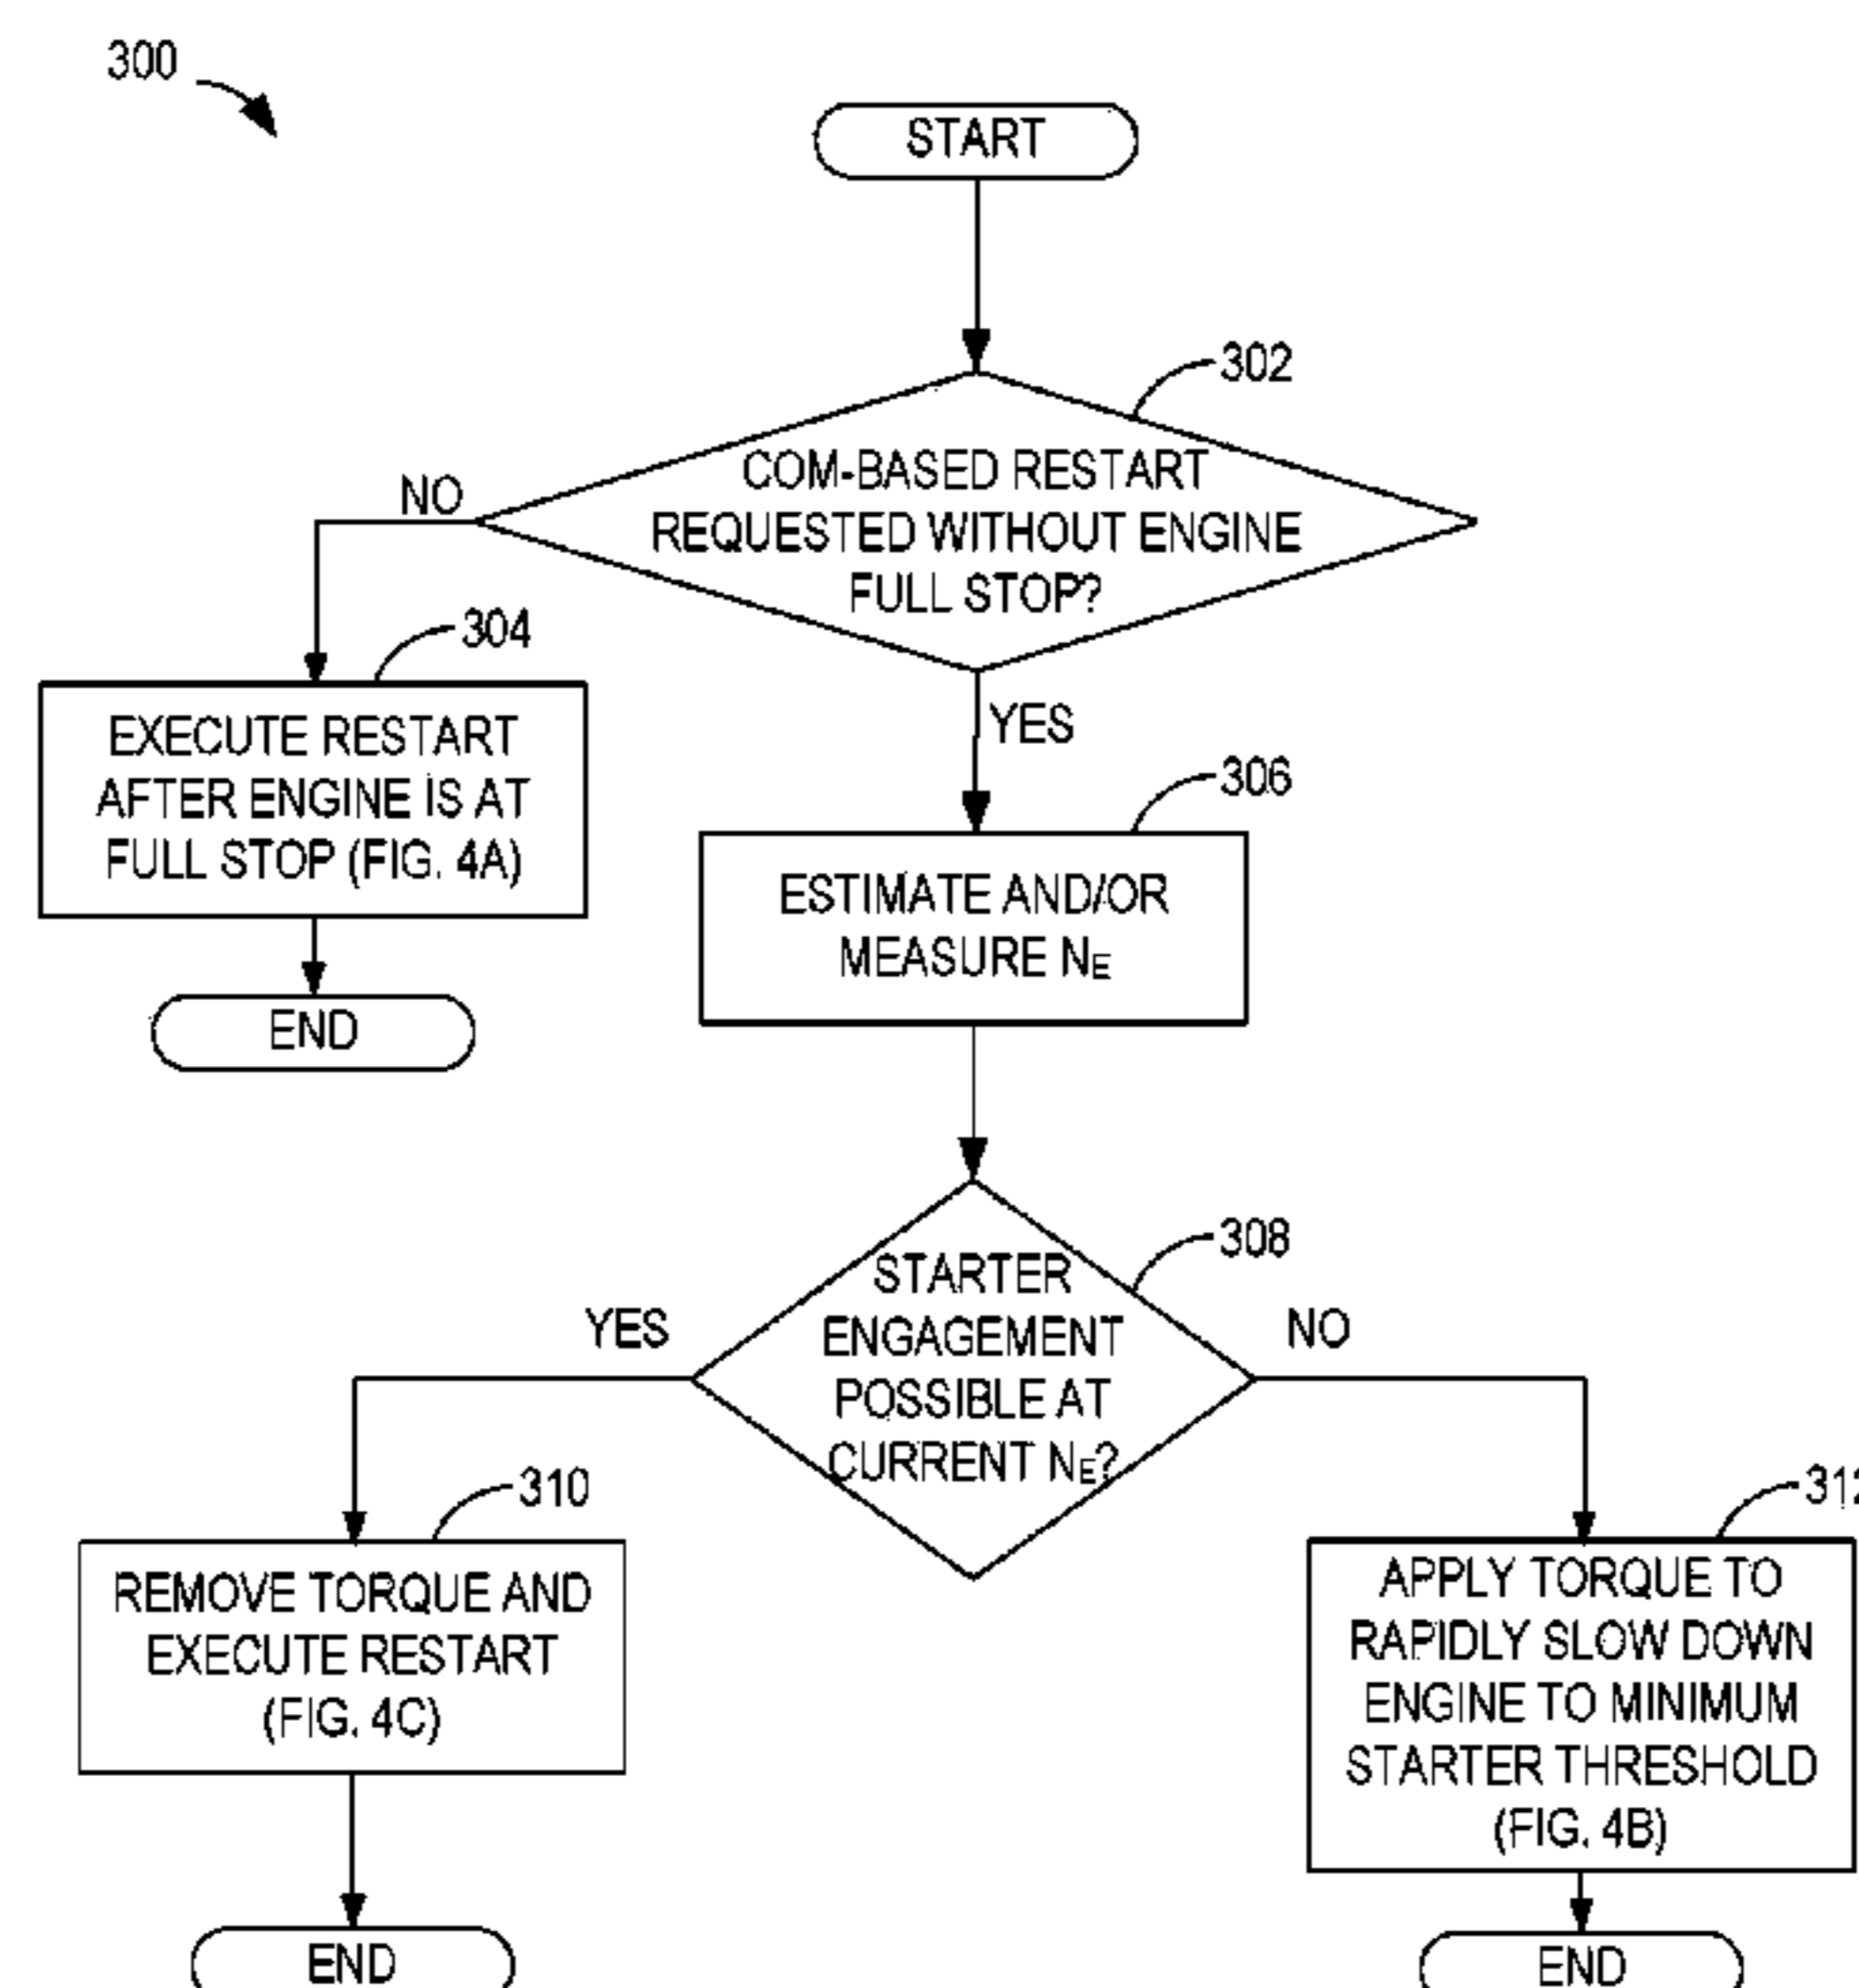 300
START
302
COM-BASED RESTART
REQUESTED WITHOUT ENGINE
FULL STOP?
NO
YES
304
EXECUTE RESTART
AFTER ENGINE IS AT
FULL STOP (FIG. 4A)
END
306
ESTIMATE AND/OR
MEASURE NE
308
STARTER
ENGAGEMENT
POSSIBLE AT
CURRENT NE?
YES
NO
310
REMOVE TORQUE AND
EXECUTE RESTART
(FIG. 4C)
END
312
APPLY TORQUE TO
RAPIDLY SLOW DOWN
ENGINE TO MINIMUM
STARTER THRESHOLD
(FIG. 4B)
END